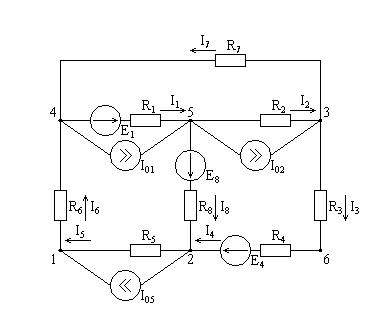 I7 R7
4 R1 I1 5 R2 I2 3
E1 I01 I02
E8
R6 I6 R8 I8 R3 I3
I5 R5 I4 R4
1 2 E4 6
I05